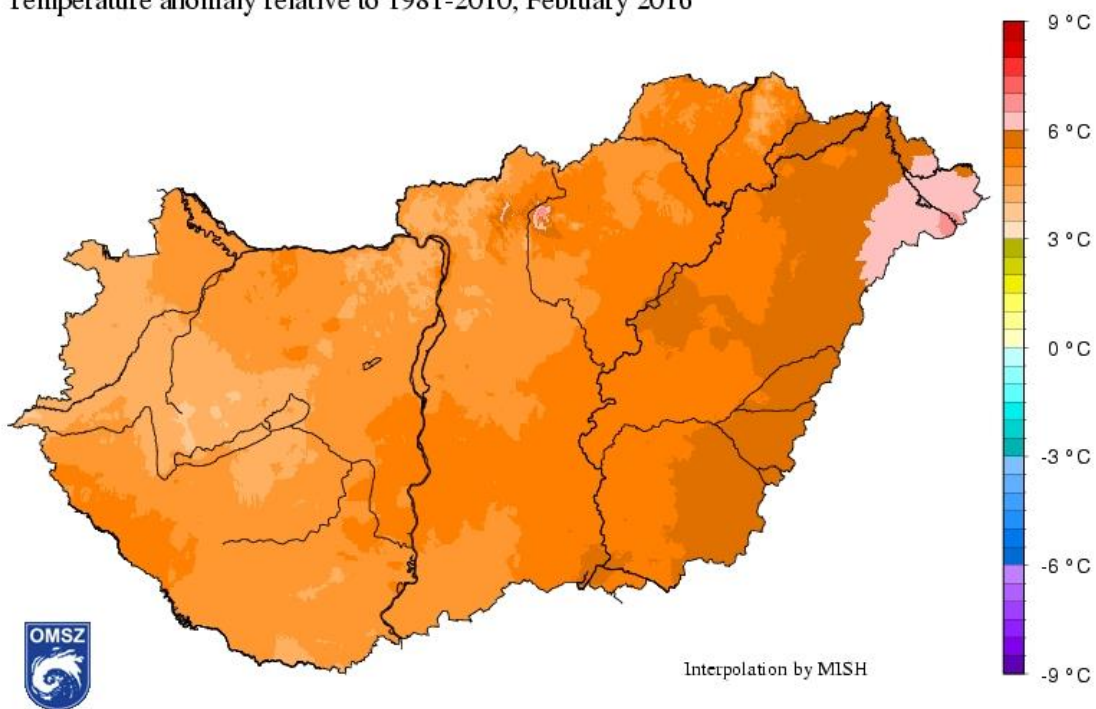 Temperature anomaly relative to 1981-2010, February 2016
9 °C
6 °C
3 °C
0 °C
-3 °C
-6 °C
-9 °C
OMSZ
Interpolation by MISH